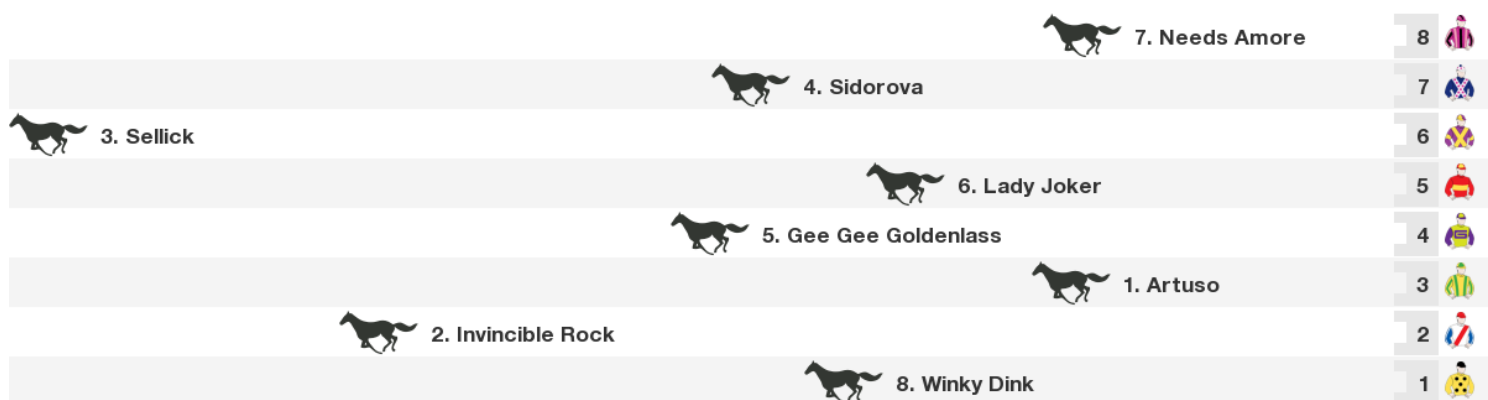 7. Needs Amore 8
4. Sidorova 7
3. Sellick 6
6. Lady Joker 5
5. Gee Gee Goldenlass 4
1. Artuso 3
2. Invincible Rock 2
8. Winky Dink 1